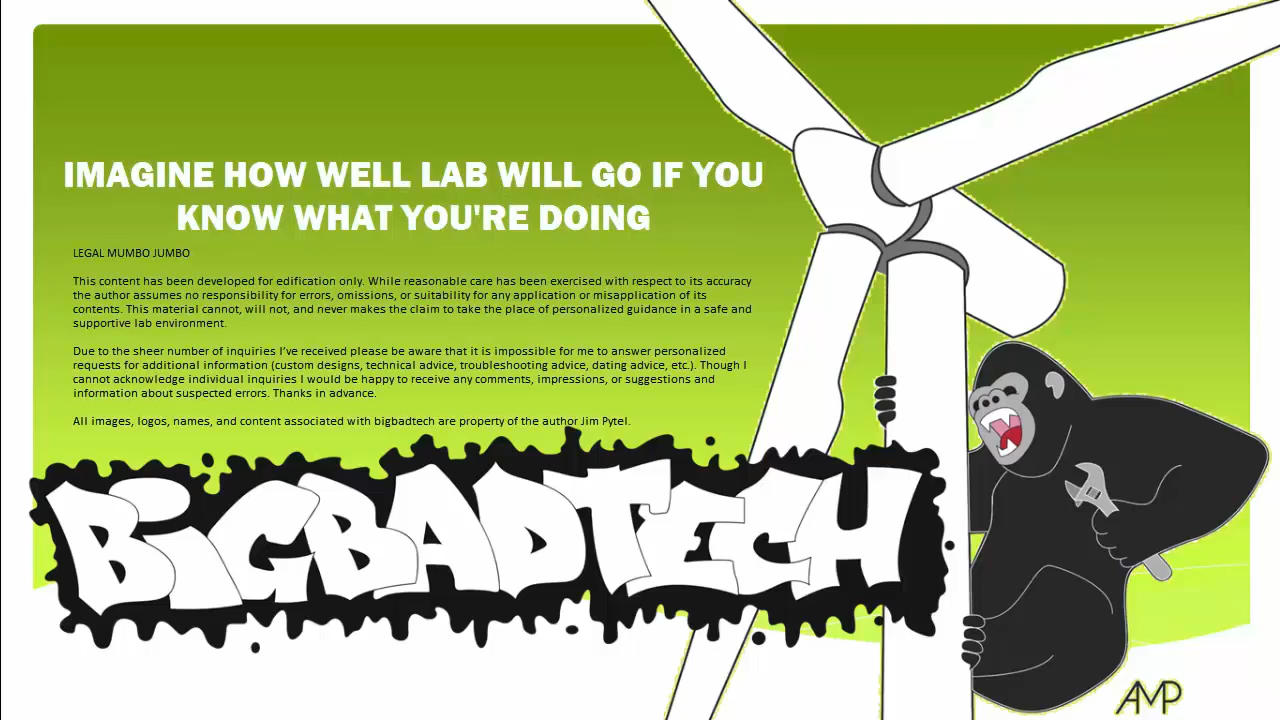 IMAGINE HOW WELL LAB WILL GO IF YOU
KNOW WHAT YOU'RE DOING
LEGAL MUMBO JUMBO
This content has been developed for edification only. While reasonable care has been exercised with respect to its accuracy
the author assumes no responsibility for errors, omissions, or suitability for any application or misapplication of its
contents. This material cannot, will not, and never makes the claim to take the place of personalized guidance in a safe and
supportive lab environment.
Due to the sheer number of inquiries I've received please be aware that it is impossible for me to answer personalized
requests for additional information (custom designs, technical advice, troubleshooting advice, dating advice, etc.). Though I
cannot acknowledge individual inquiries I would be happy to receive any comments, impressions, or suggestions and
information about suspected errors. Thanks in advance.
All images, logos, names, and content associated with bigbadtech are property of the author Jim Pytel.
BiGBADTECH
AMP